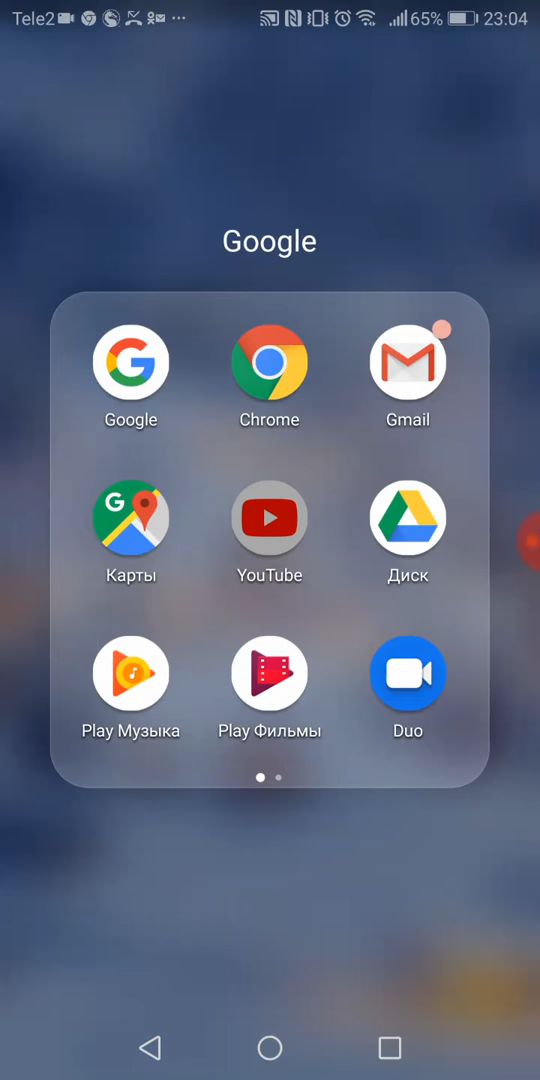 Tele2 65% 23:04
Google
Google Chrome Gmail
Карты YouTube Диск
Play Музыка Play Фильмы Duo